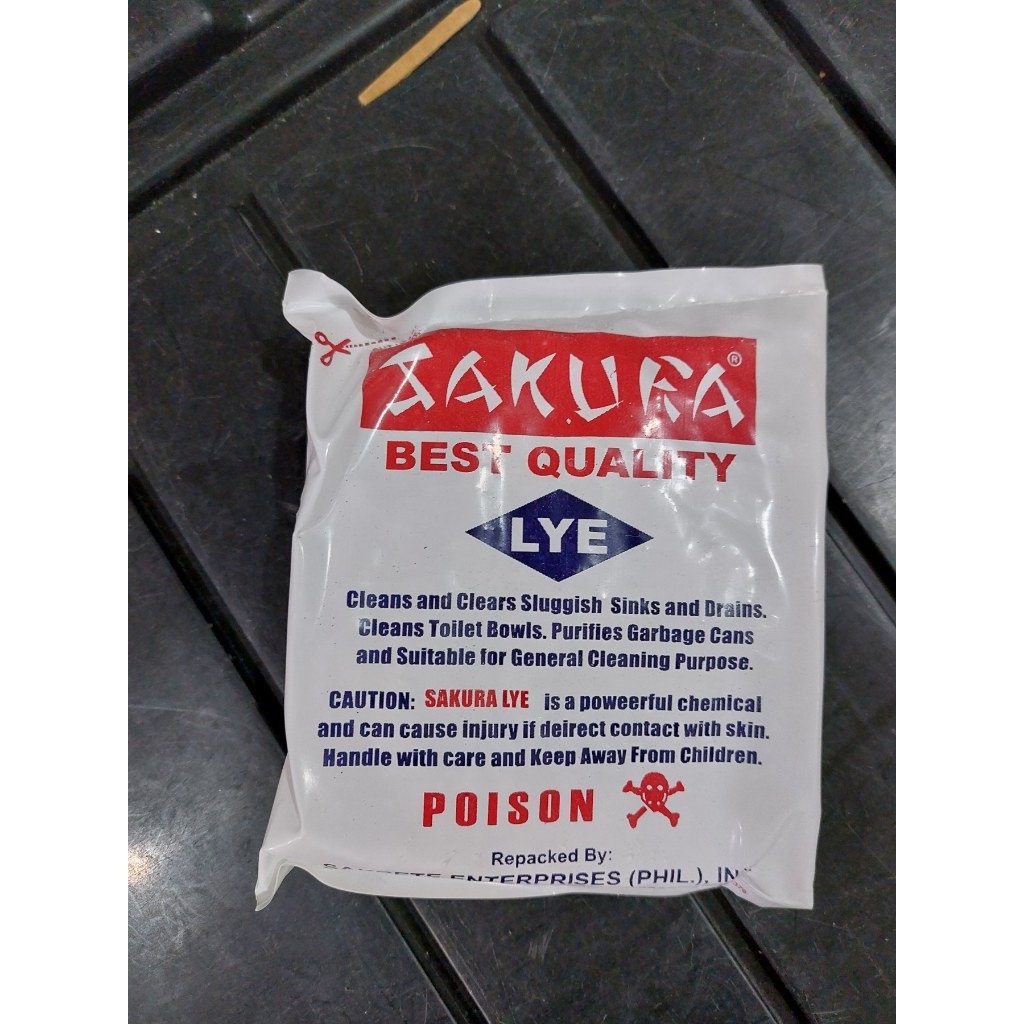 SAKURA®
BEST QUALITY
LYE
Cleans and Clears Sluggish Sinks and Drains.
Cleans Toilet Bowls. Purifies Garbage Cans
and Suitable for General Cleaning Purpose.
CAUTION: SAKURA LYE is a poweerful chemical
and can cause injury if deirect contact with skin.
Handle with care and Keep Away From Children.
POISON
Repacked By:
ENTERPRISES (PHIL.),